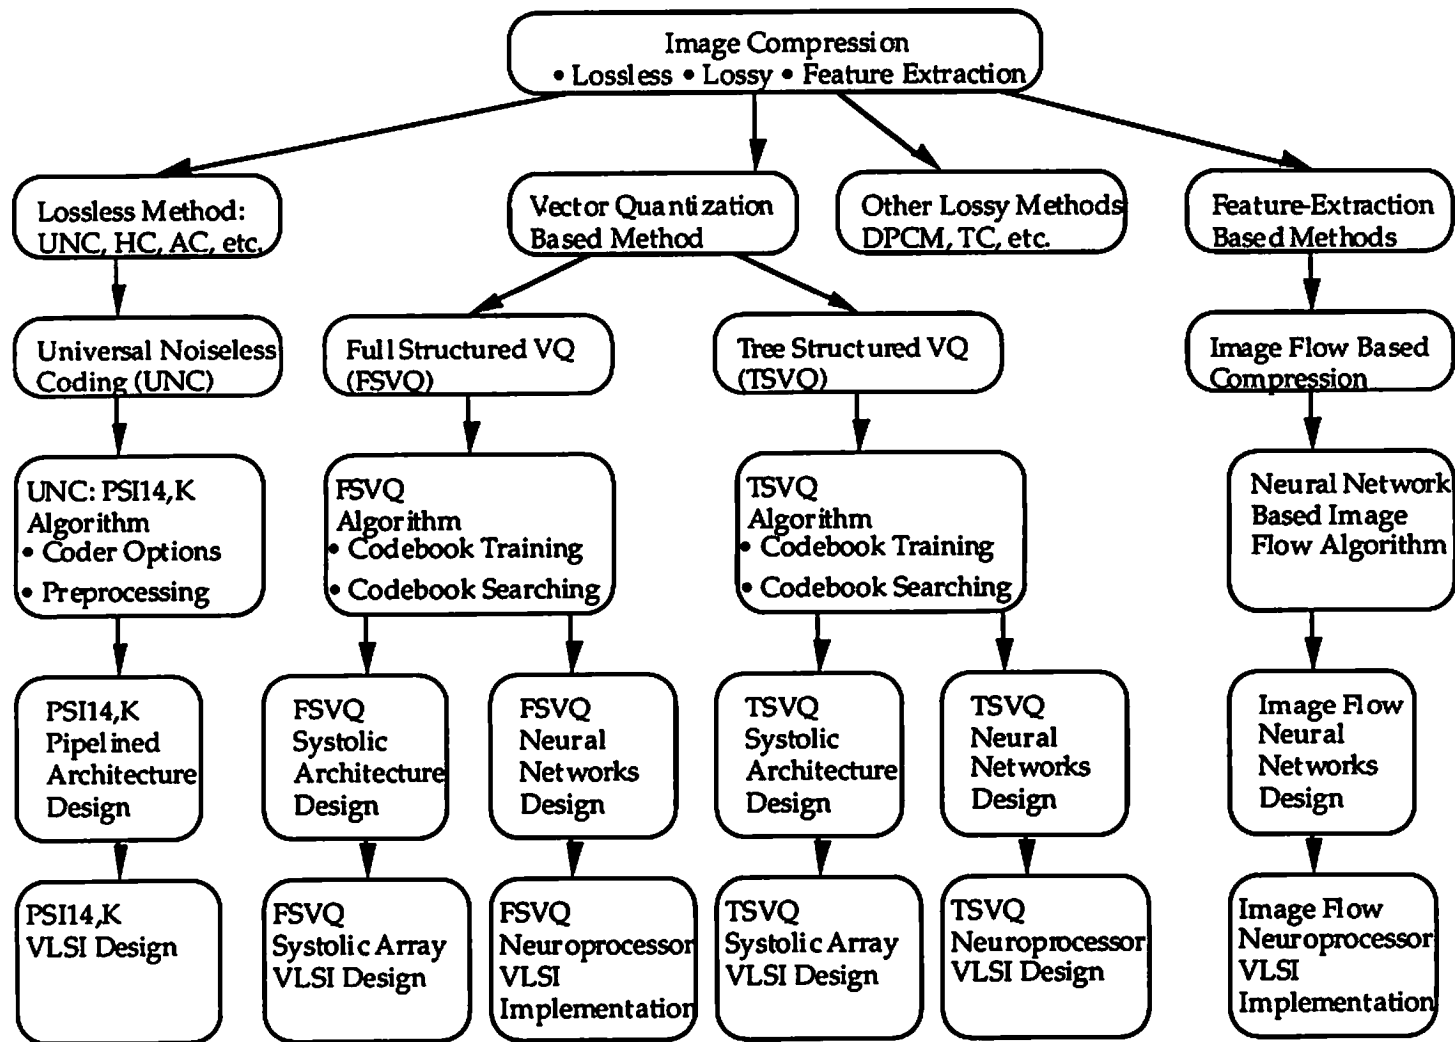 Image Compression
• Lossless • Lossy • Feature Extraction
Lossless Method:
UNC, HC, AC, etc.
Vector Quantization
Based Method
Other Lossy Methods
DPCM, TC, etc.
Feature-Extraction
Based Methods
Universal Noiseless
Coding (UNC)
Full Structured VQ
(FSVQ)
Tree Structured VQ
(TSVQ)
Image Flow Based
Compression
UNC: PSI14,K
Algorithm
• Coder Options
• Preprocessing
FSVQ
Algorithm
• Codebook Training
• Codebook Searching
TSVQ
Algorithm
• Codebook Training
• Codebook Searching
Neural Network
Based Image
Flow Algorithm
PSI14,K
Pipelined
Architecture
Design
FSVQ
Systolic
Architecture
Design
FSVQ
Neural
Networks
Design
TSVQ
Systolic
Architecture
Design
TSVQ
Neural
Networks
Design
Image Flow
Neural
Networks
Design
PSI14,K
VLSI Design
FSVQ
Systolic Array
VLSI Design
FSVQ
Neuroprocessor
VLSI
Implementation
TSVQ
Systolic Array
VLSI Design
TSVQ
Neuroprocessor
VLSI Design
Image Flow
Neuroprocessor
VLSI
Implementation